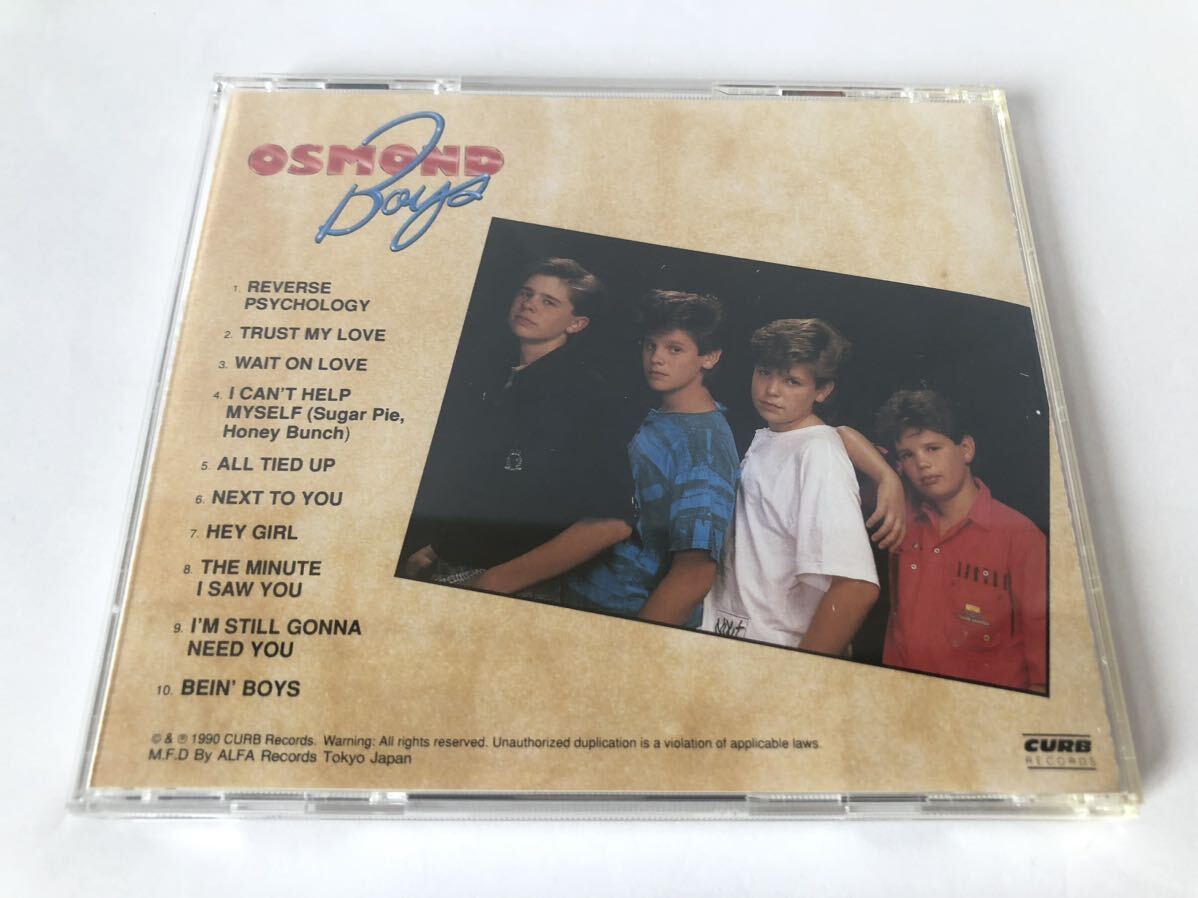 OSMOND
Boys
1. REVERSE
PSYCHOLOGY
2. TRUST MY LOVE
3. WAIT ON LOVE
4. I CAN'T HELP
MYSELF (Sugar Pie,
Honey Bunch)
5. ALL TIED UP
6. NEXT TO YOU
7. HEY GIRL
8. THE MINUTE
I SAW YOU
9. I'M STILL GONNA
NEED YOU
10. BEIN' BOYS
© & ℗ 1990 CURB Records. Warning: All rights reserved. Unauthorized duplication is a violation of applicable laws.
M.F.D By ALFA Records Tokyo Japan
CURB
RECORDS